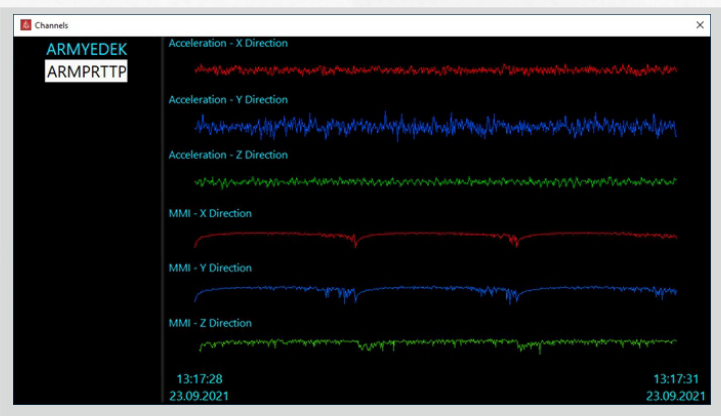 Channels
ARMYEDEK
ARMPRTTP
Acceleration - X Direction
Acceleration - Y Direction
Acceleration - Z Direction
MMI - X Direction
MMI - Y Direction
MMI - Z Direction
13:17:28
23.09.2021
13:17:31
23.09.2021